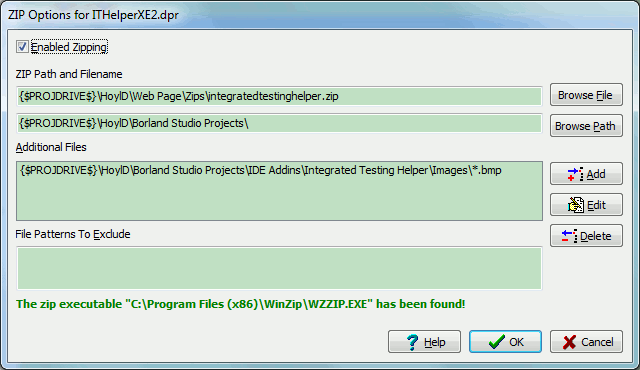 ZIP Options for ITHelperXE2.dpr
Enabled Zipping
ZIP Path and Filename
{$PROJDRIVE$}\HoylD\Web Page\Zips\integratedtestinghelper.zip
Browse File
{$PROJDRIVE$}\HoylD\Borland Studio Projects\
Browse Path
Additional Files
{$PROJDRIVE$}\HoylD\Borland Studio Projects\IDE Addins\Integrated Testing Helper\Images\*.bmp
Add
Edit
Delete
File Patterns To Exclude
The zip executable "C:\Program Files (x86)\WinZip\WZZIP.EXE" has been found!
Help
OK
Cancel